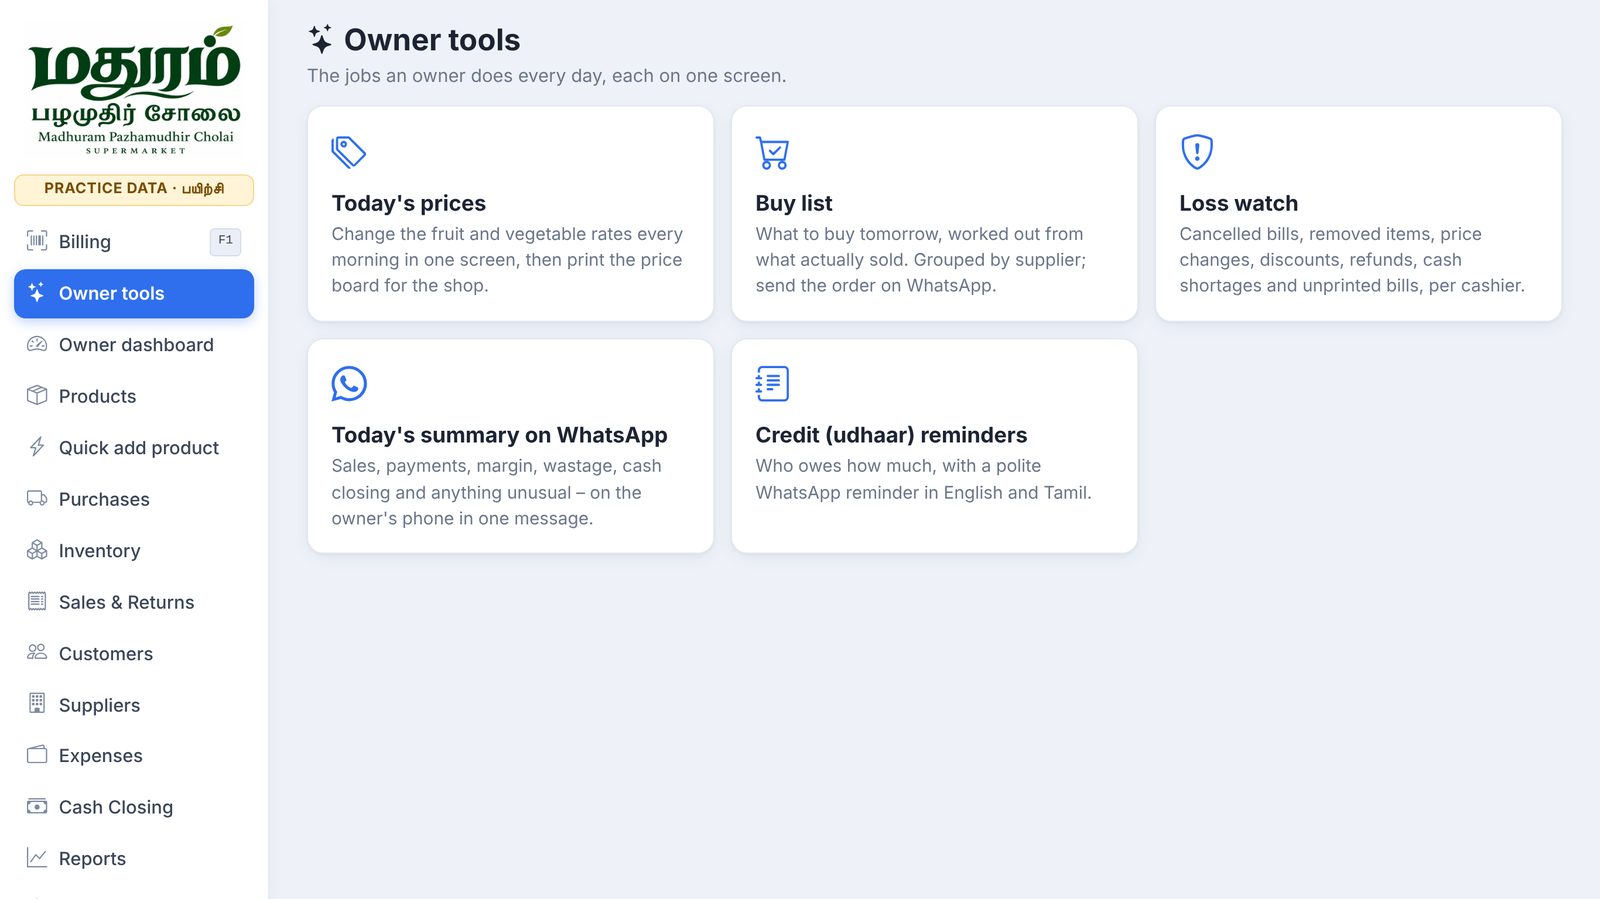 மதுரம்
பழமுதிர் சோலை
Madhuram Pazhamudhir Cholai
SUPERMARKET
PRACTICE DATA · பயிற்சி
Billing F1
Owner tools
Owner dashboard
Products
Quick add product
Purchases
Inventory
Sales & Returns
Customers
Suppliers
Expenses
Cash Closing
Reports
Owner tools
The jobs an owner does every day, each on one screen.
Today's prices
Change the fruit and vegetable rates every
morning in one screen, then print the price
board for the shop.
Buy list
What to buy tomorrow, worked out from
what actually sold. Grouped by supplier;
send the order on WhatsApp.
Loss watch
Cancelled bills, removed items, price
changes, discounts, refunds, cash
shortages and unprinted bills, per cashier.
Today's summary on WhatsApp
Sales, payments, margin, wastage, cash
closing and anything unusual – on the
owner's phone in one message.
Credit (udhaar) reminders
Who owes how much, with a polite
WhatsApp reminder in English and Tamil.